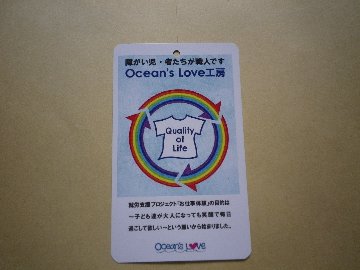 障がい児・者たちが職人です
Ocean's Love工房
Quality
of
Life
就労支援プロジェクト「お仕事体験」の目的は
～子ども達が大人になっても笑顔で毎日
過ごして欲しい～という願いから始まりました。
Ocean's Love